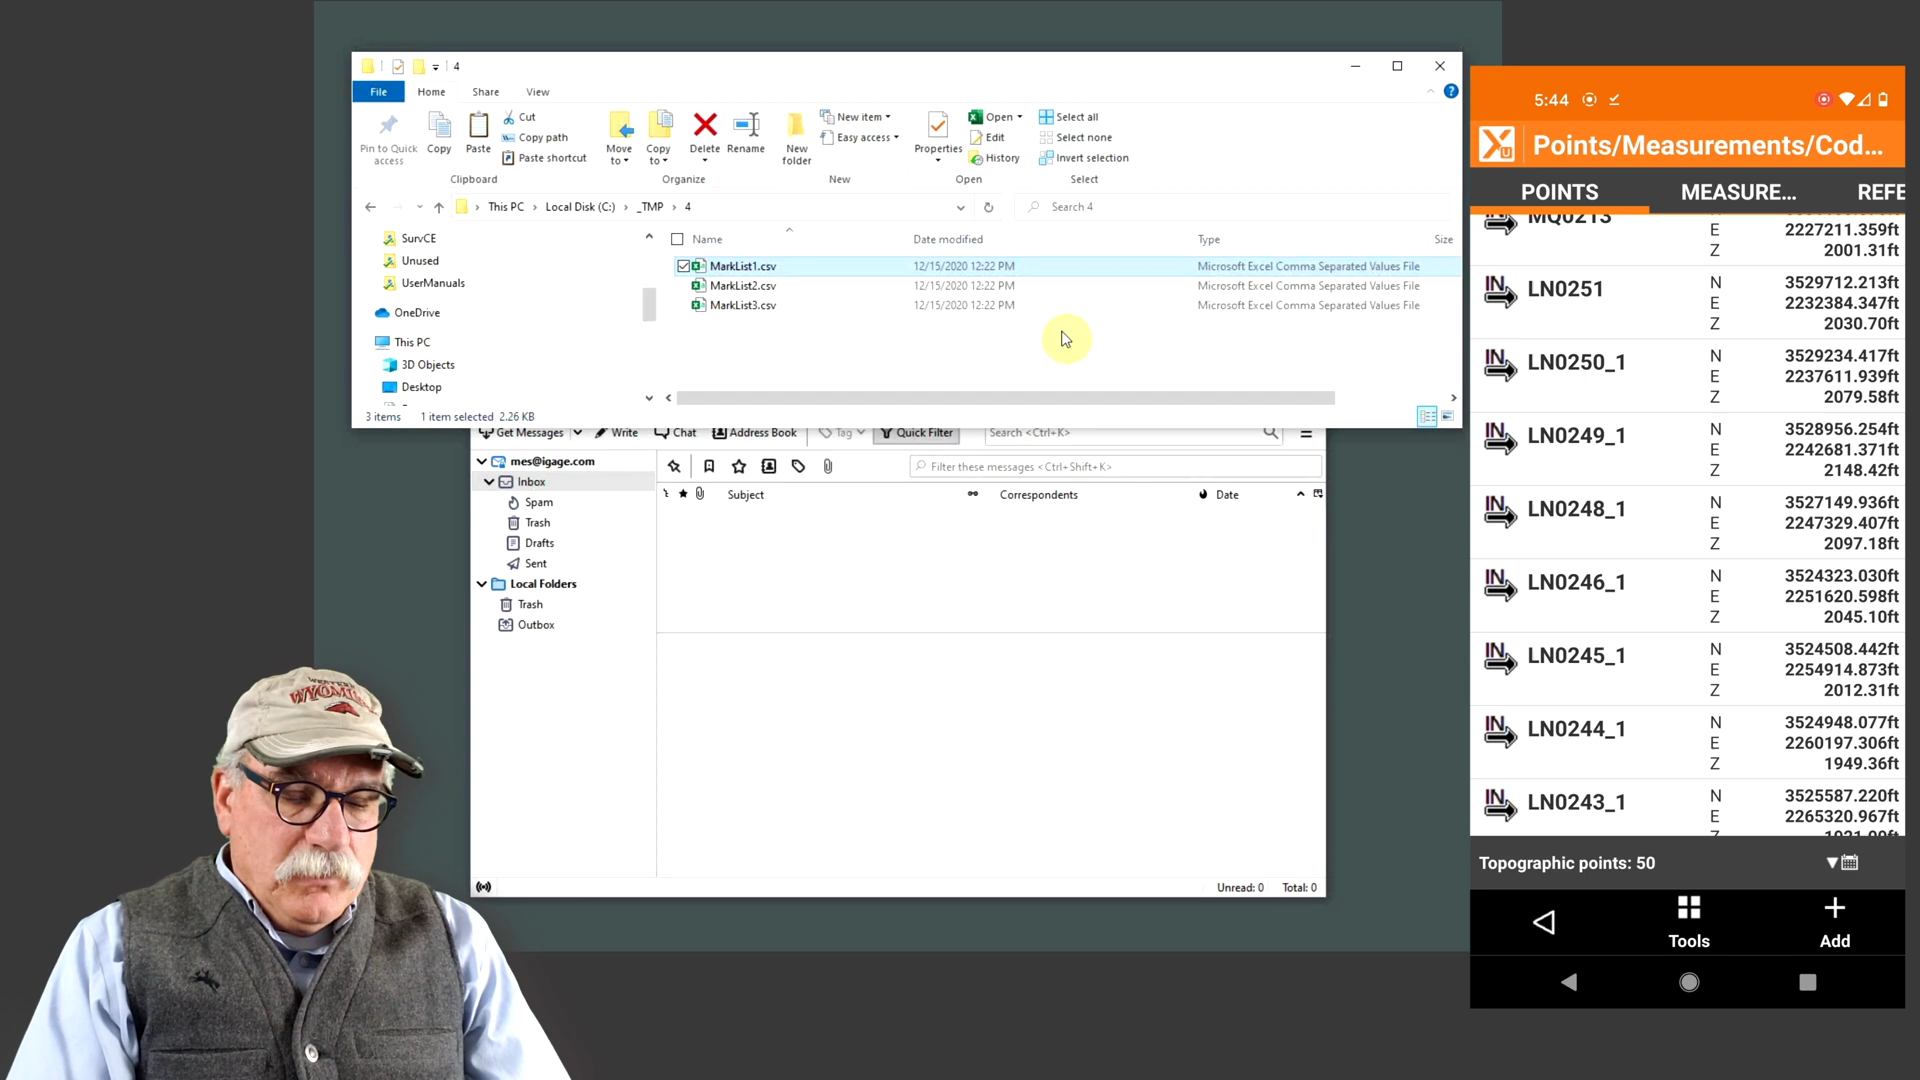 4
File Home Share View
Pin to Quick access
Copy
Paste
Cut
Copy path
Paste shortcut
Clipboard
Move to
Copy to
Delete
Rename
Organize
New folder
New item
Easy access
New
Properties
Open
Edit
History
Open
Select all
Select none
Invert selection
Select
This PC > Local Disk (C:) > _TMP > 4
Search 4
SurvCE
Unused
UserManuals
OneDrive
This PC
3D Objects
Desktop
Name Date modified Type Size
MarkList1.csv 12/15/2020 12:22 PM Microsoft Excel Comma Separated Values File
MarkList2.csv 12/15/2020 12:22 PM Microsoft Excel Comma Separated Values File
MarkList3.csv 12/15/2020 12:22 PM Microsoft Excel Comma Separated Values File
3 items 1 item selected 2.26 KB
Get Messages Write Chat Address Book Tag Quick Filter Search <Ctrl+K>
mes@igage.com
Inbox
Spam
Trash
Drafts
Sent
Local Folders
Trash
Outbox
Filter these messages <Ctrl+Shift+K>
Subject Correspondents Date
Unread: 0 Total: 0
WYOMING
5:44
Points/Measurements/Cod...
POINTS MEASURE... REFE
MQ0213
E 2227211.359ft
Z 2001.31ft
IN LN0251
N 3529712.213ft
E 2232384.347ft
Z 2030.70ft
IN LN0250_1
N 3529234.417ft
E 2237611.939ft
Z 2079.58ft
IN LN0249_1
N 3528956.254ft
E 2242681.371ft
Z 2148.42ft
IN LN0248_1
N 3527149.936ft
E 2247329.407ft
Z 2097.18ft
IN LN0246_1
N 3524323.030ft
E 2251620.598ft
Z 2045.10ft
IN LN0245_1
N 3524508.442ft
E 2254914.873ft
Z 2012.31ft
IN LN0244_1
N 3524948.077ft
E 2260197.306ft
Z 1949.36ft
IN LN0243_1
N 3525587.220ft
E 2265320.967ft
Topographic points: 50
Tools
Add